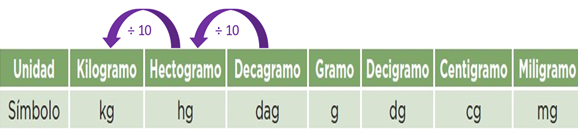 ÷ 10 ÷ 10
Unidad Kilogramo Hectogramo Decagramo Gramo Decigramo Centigramo Miligramo
Símbolo kg hg dag g dg cg mg